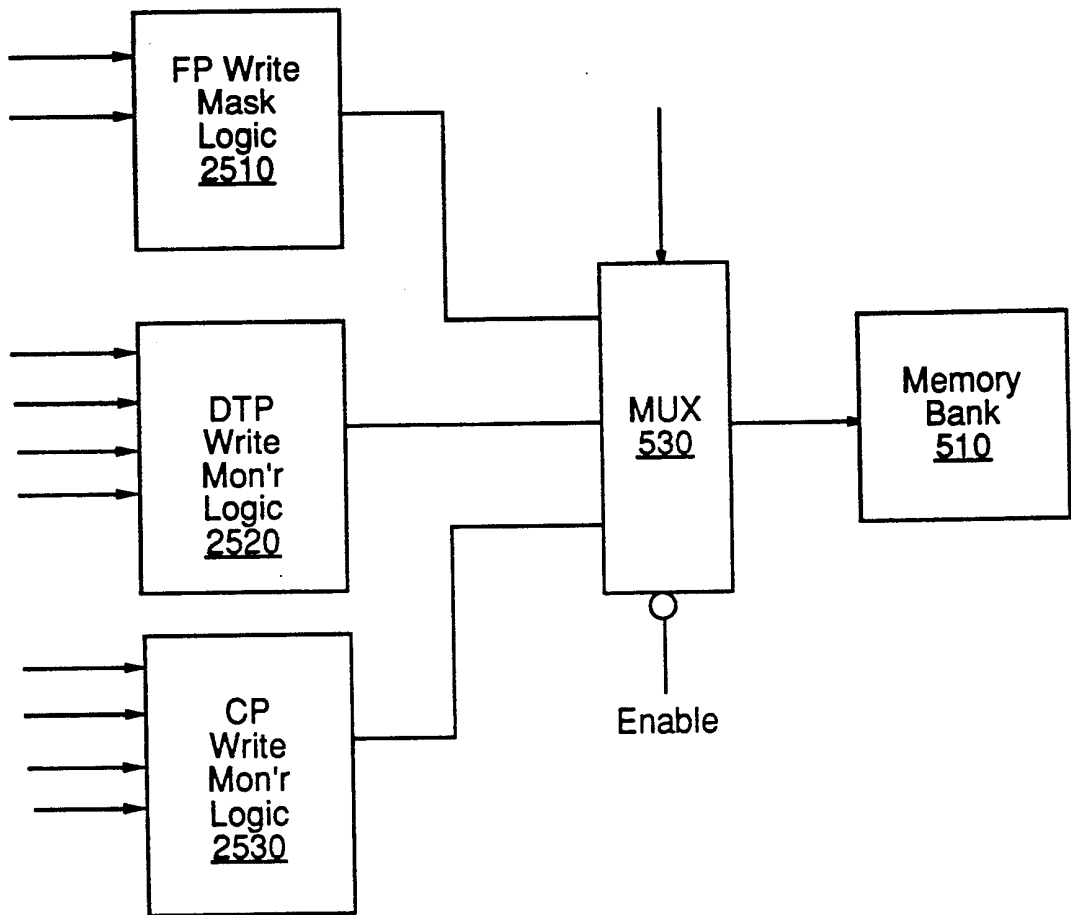 FP Write
Mask
Logic
2510
DTP
Write
Mon'r
Logic
2520
CP
Write
Mon'r
Logic
2530
MUX
530
Enable
Memory
Bank
510